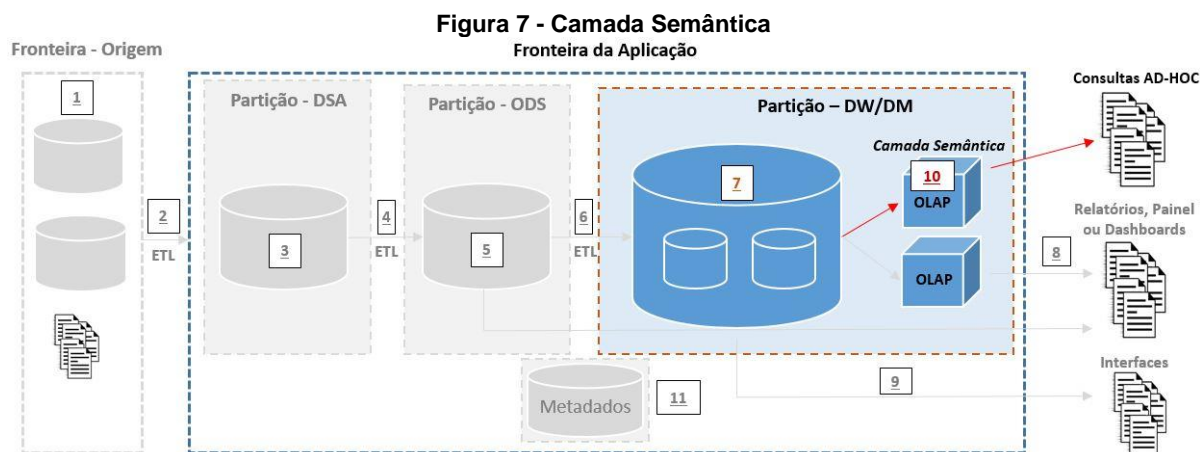 Figura 7 - Camada Semântica
Fronteira - Origem
Fronteira da Aplicação
1
Partição - DSA
Partição - ODS
Partição – DW/DM
Consultas AD-HOC
Camada Semântica
7
10
OLAP
2
ETL
3
4
ETL
5
6
ETL
OLAP
Relatórios, Painel
ou Dashboards
8
Interfaces
9
Metadados
11